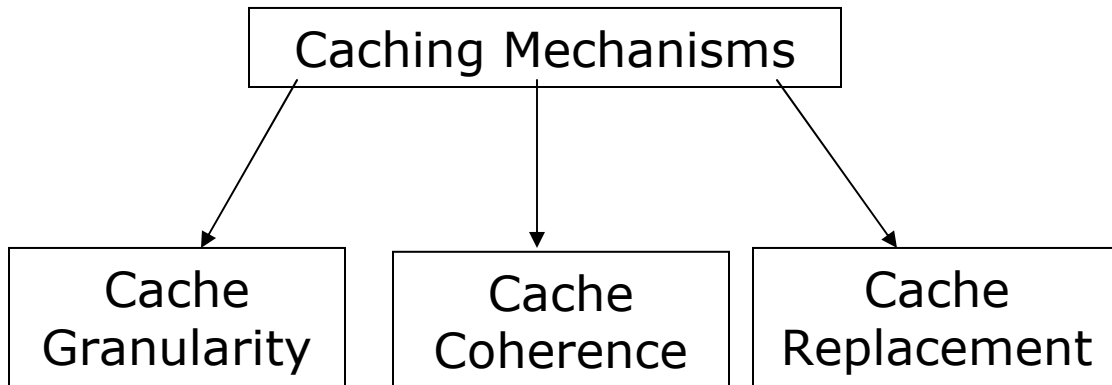 Caching Mechanisms
Cache
Granularity
Cache
Coherence
Cache
Replacement